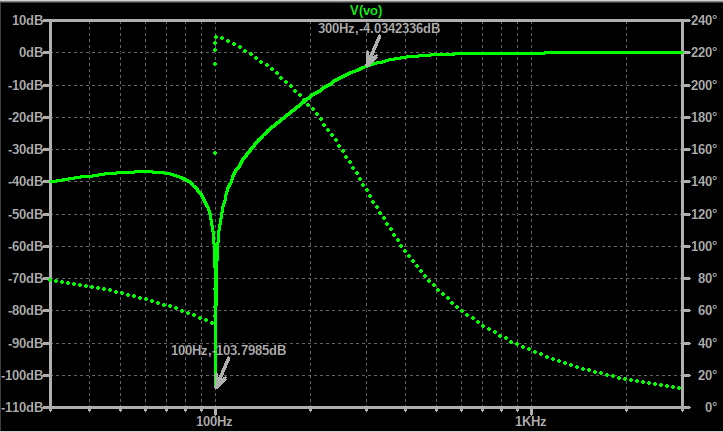 V(vo)
10dB
240°
300Hz,-4.0342336dB
0dB
220°
-10dB
200°
-20dB
180°
-30dB
160°
-40dB
140°
-50dB
120°
-60dB
100°
-70dB
80°
-80dB
60°
-90dB
40°
100Hz,-103.7985dB
-100dB
20°
-110dB
0°
100Hz
1KHz